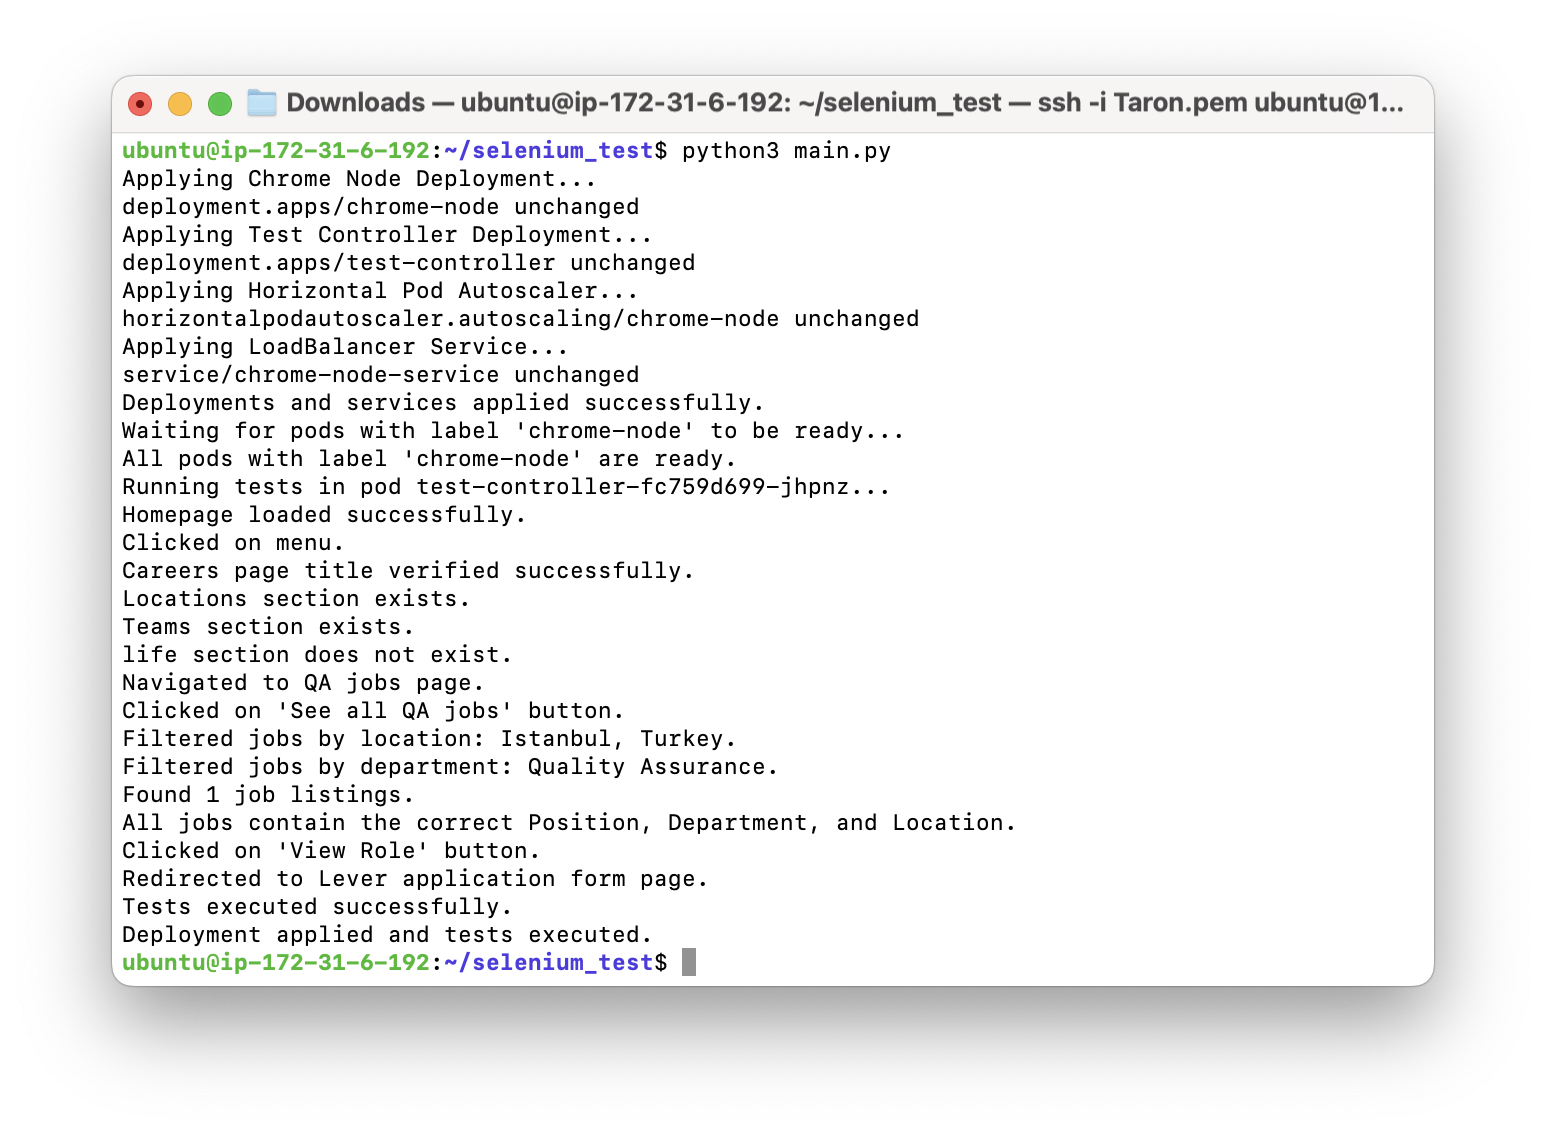 Downloads — ubuntu@ip-172-31-6-192: ~/selenium_test — ssh -i Taron.pem ubuntu@1...
ubuntu@ip-172-31-6-192:~/selenium_test$ python3 main.py
Applying Chrome Node Deployment...
deployment.apps/chrome-node unchanged
Applying Test Controller Deployment...
deployment.apps/test-controller unchanged
Applying Horizontal Pod Autoscaler...
horizontalpodautoscaler.autoscaling/chrome-node unchanged
Applying LoadBalancer Service...
service/chrome-node-service unchanged
Deployments and services applied successfully.
Waiting for pods with label 'chrome-node' to be ready...
All pods with label 'chrome-node' are ready.
Running tests in pod test-controller-fc759d699-jhpnz...
Homepage loaded successfully.
Clicked on menu.
Careers page title verified successfully.
Locations section exists.
Teams section exists.
life section does not exist.
Navigated to QA jobs page.
Clicked on 'See all QA jobs' button.
Filtered jobs by location: Istanbul, Turkey.
Filtered jobs by department: Quality Assurance.
Found 1 job listings.
All jobs contain the correct Position, Department, and Location.
Clicked on 'View Role' button.
Redirected to Lever application form page.
Tests executed successfully.
Deployment applied and tests executed.
ubuntu@ip-172-31-6-192:~/selenium_test$